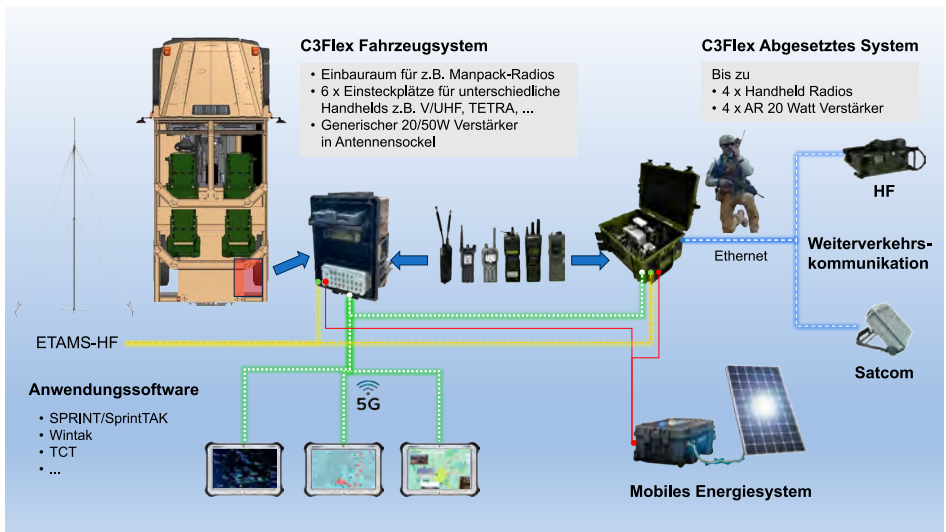 C3Flex Fahrzeugsystem
• Einbauraum für z.B. Manpack-Radios
• 6 x Einsteckplätze für unterschiedliche
Handhelds z.B. V/UHF, TETRA, ...
• Generischer 20/50W Verstärker
in Antennensockel
C3Flex Abgesetztes System
Bis zu
• 4 x Handheld Radios
• 4 x AR 20 Watt Verstärker
HF
Ethernet
Weiterverkehrs-
kommunikation
Satcom
ETAMS-HF
Anwendungssoftware
• SPRINT/SprintTAK
• Wintak
• TCT
• ...
5G
Mobiles Energiesystem